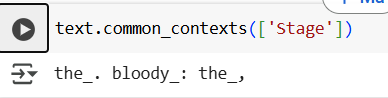 text.common_contexts(['Stage'])
the_. bloody_: the_,